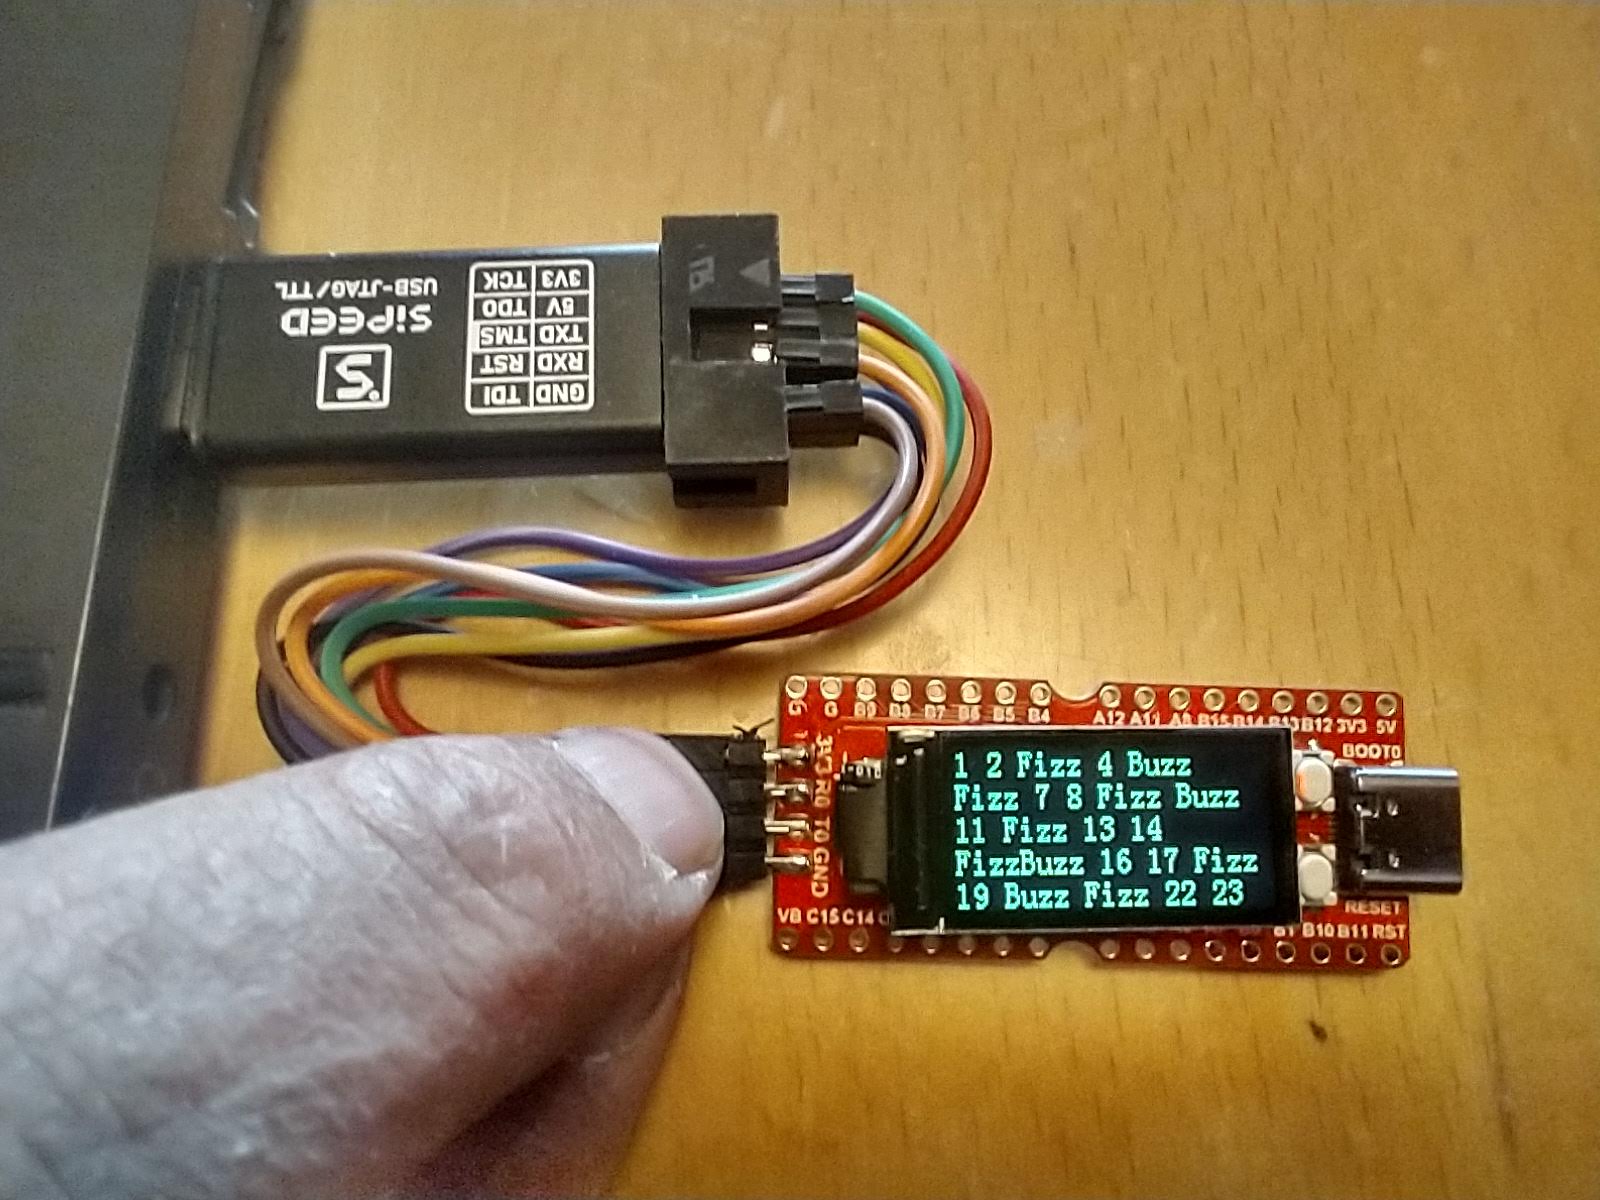 USB-JTAG/TTL
SiPEED
S
GND TDI
RXD RST
TXD TMS
5V TDO
3V3 TCK
G G B9 B8 B7 B6 B5 B4 A12 A11 A8 B15 B14 B13 B12 3V3 5V
BOOT0
3V3 R0 T0 GND
1 2 Fizz 4 Buzz
Fizz 7 8 Fizz Buzz
11 Fizz 13 14
FizzBuzz 16 17 Fizz
19 Buzz Fizz 22 23
RESET
VB C15 C14 B1 B10 B11 RST